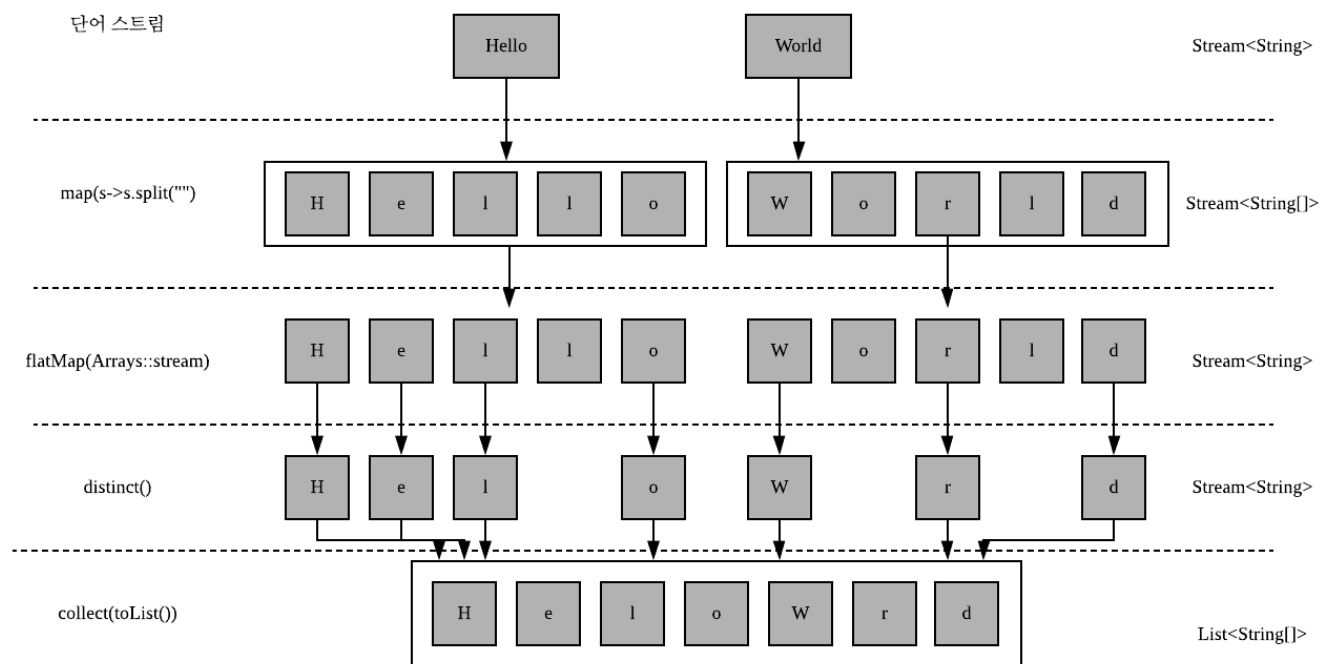 단어 스트림
Hello World Stream<String>
map(s->s.split("")
H e l l o W o r l d Stream<String[]>
flatMap(Arrays::stream) H e l l o W o r l d Stream<String>
distinct() H e l o W r d Stream<String>
collect(toList()) H e l o W r d
List<String[]>